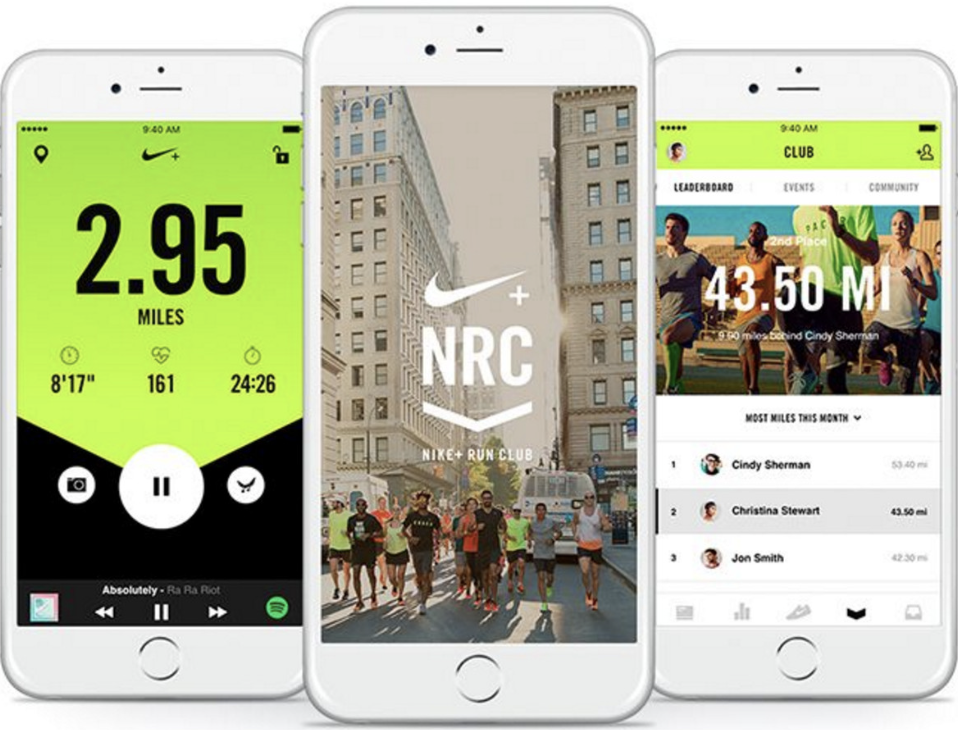 9:40 AM
2.95
MILES
8'17"
161
24:26
Absolutely - Ra Ra Riot
+
NRC
NIKE+ RUN CLUB
9:40 AM
CLUB
LEADERBOARD
EVENTS
COMMUNITY
PAC
2nd Place
43.50 MI
9.90 miles behind Cindy Sherman
MOST MILES THIS MONTH
1 Cindy Sherman 53.40 mi
2 Christina Stewart 43.50 mi
3 Jon Smith 42.30 mi